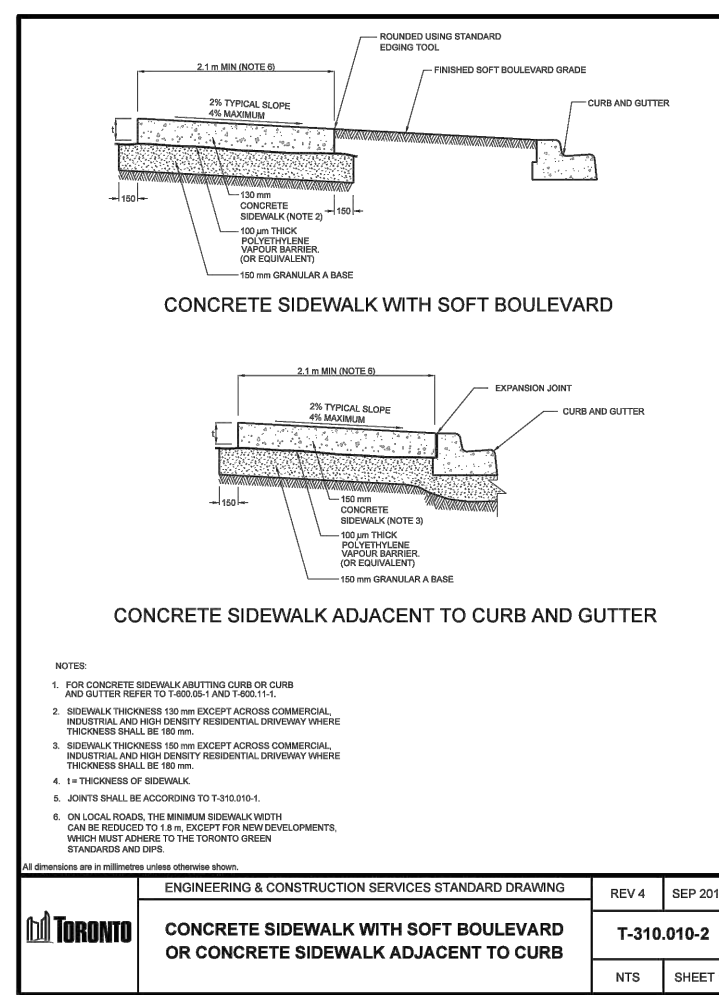 ROUNDED USING STANDARD
EDGING TOOL
2.1 m MIN (NOTE 6)
FINISHED SOFT BOULEVARD GRADE
2% TYPICAL SLOPE
4% MAXIMUM
CURB AND GUTTER
t
150
130 mm
CONCRETE
SIDEWALK (NOTE 2)
150
100 µm THICK
POLYETHYLENE
VAPOUR BARRIER.
(OR EQUIVALENT)
150 mm GRANULAR A BASE
CONCRETE SIDEWALK WITH SOFT BOULEVARD
2.1 m MIN (NOTE 6)
EXPANSION JOINT
2% TYPICAL SLOPE
4% MAXIMUM
CURB AND GUTTER
t
150
150 mm
CONCRETE
SIDEWALK (NOTE 3)
100 µm THICK
POLYETHYLENE
VAPOUR BARRIER.
(OR EQUIVALENT)
150 mm GRANULAR A BASE
CONCRETE SIDEWALK ADJACENT TO CURB AND GUTTER
NOTES:
1. FOR CONCRETE SIDEWALK ABUTTING CURB OR CURB
AND GUTTER REFER TO T-600.05-1 AND T-600.11-1.
2. SIDEWALK THICKNESS 130 mm EXCEPT ACROSS COMMERCIAL,
INDUSTRIAL AND HIGH DENSITY RESIDENTIAL DRIVEWAY WHERE
THICKNESS SHALL BE 180 mm.
3. SIDEWALK THICKNESS 150 mm EXCEPT ACROSS COMMERCIAL,
INDUSTRIAL AND HIGH DENSITY RESIDENTIAL DRIVEWAY WHERE
THICKNESS SHALL BE 180 mm.
4. t = THICKNESS OF SIDEWALK.
5. JOINTS SHALL BE ACCORDING TO T-310.010-1.
6. ON LOCAL ROADS, THE MINIMUM SIDEWALK WIDTH
CAN BE REDUCED TO 1.8 m, EXCEPT FOR NEW DEVELOPMENTS,
WHICH MUST ADHERE TO THE TORONTO GREEN
STANDARDS AND DIPS.
All dimensions are in millimetres unless otherwise shown.
ENGINEERING & CONSTRUCTION SERVICES STANDARD DRAWING
REV 4
SEP 201
TORONTO
CONCRETE SIDEWALK WITH SOFT BOULEVARD
OR CONCRETE SIDEWALK ADJACENT TO CURB
T-310.010-2
NTS
SHEET